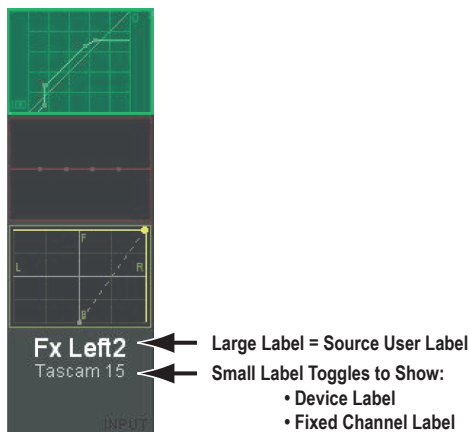 F
L
R
B
Fx Left2
Large Label = Source User Label
Tascam 15
Small Label Toggles to Show:
• Device Label
• Fixed Channel Label
INPUT